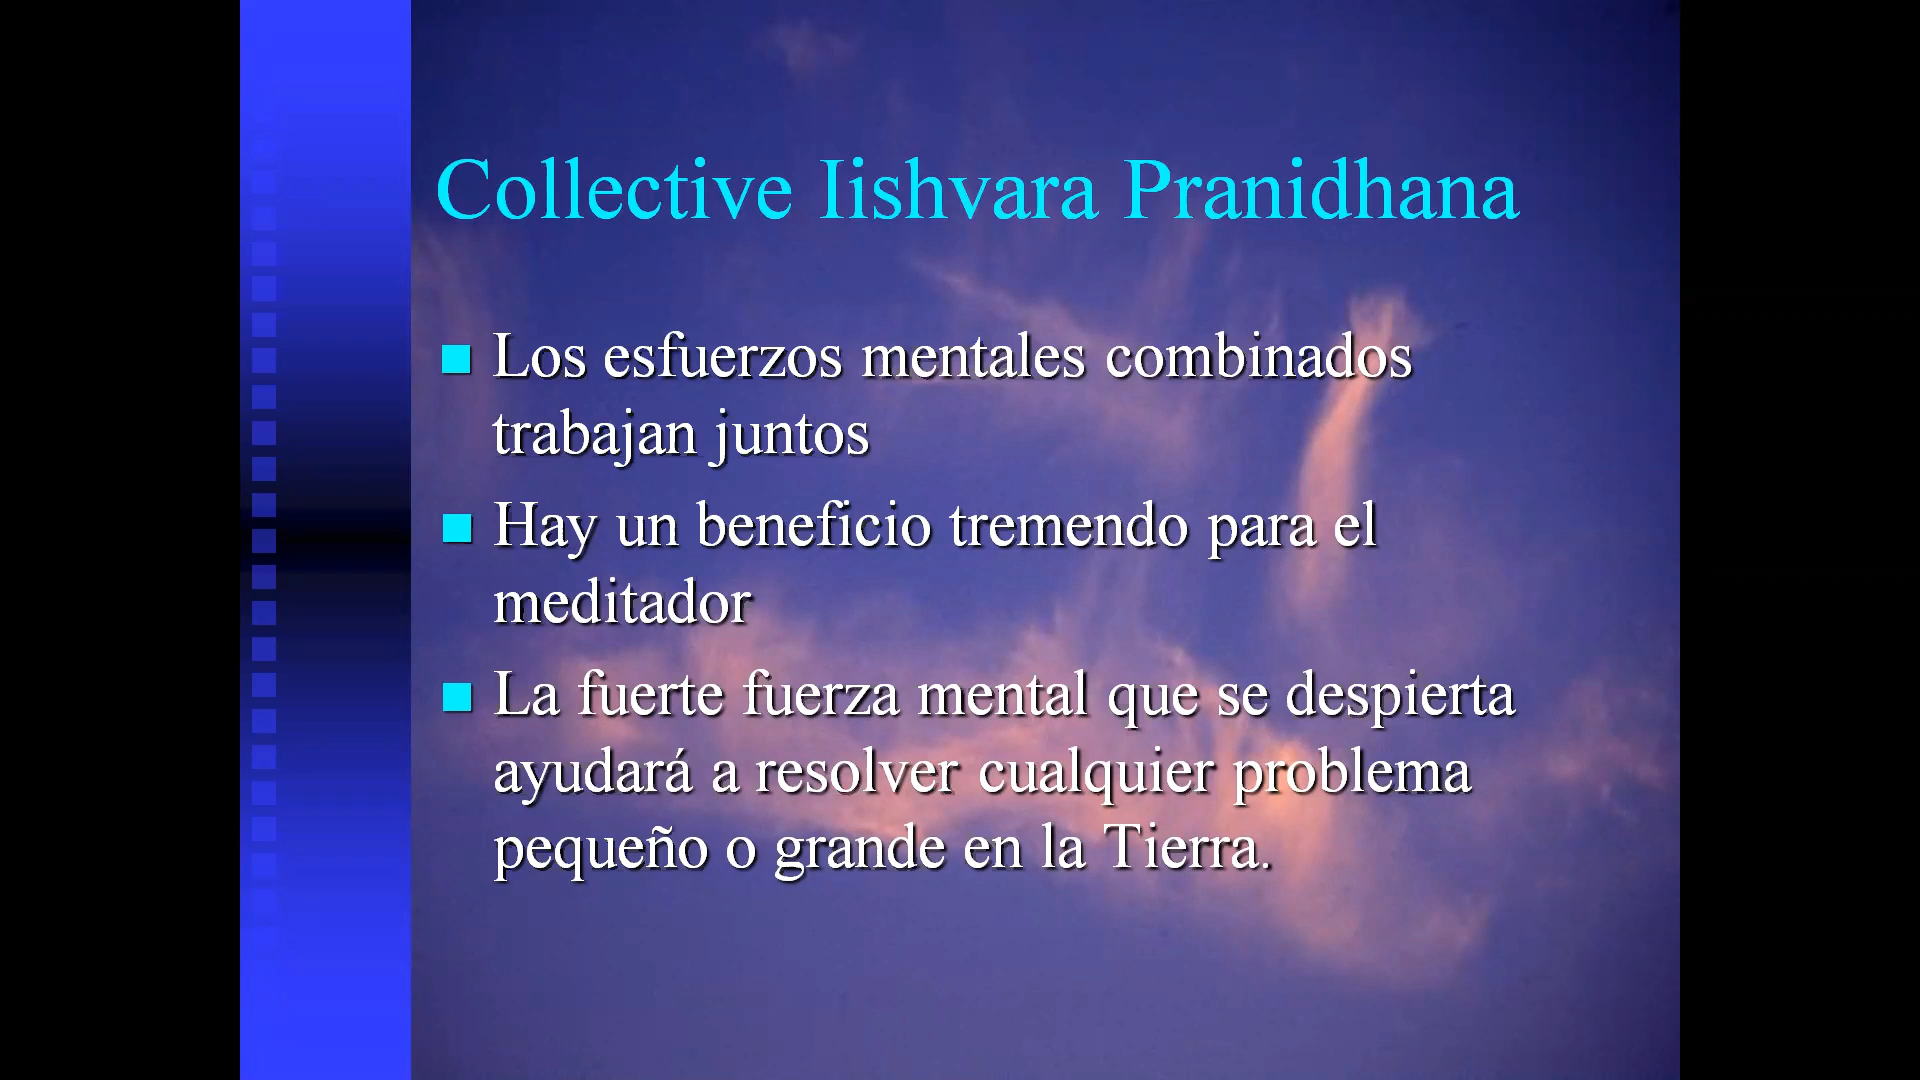 Collective Iishvara Pranidhana
Los esfuerzos mentales combinados
trabajan juntos
Hay un beneficio tremendo para el
meditador
La fuerte fuerza mental que se despierta
ayudará a resolver cualquier problema
pequeño o grande en la Tierra.